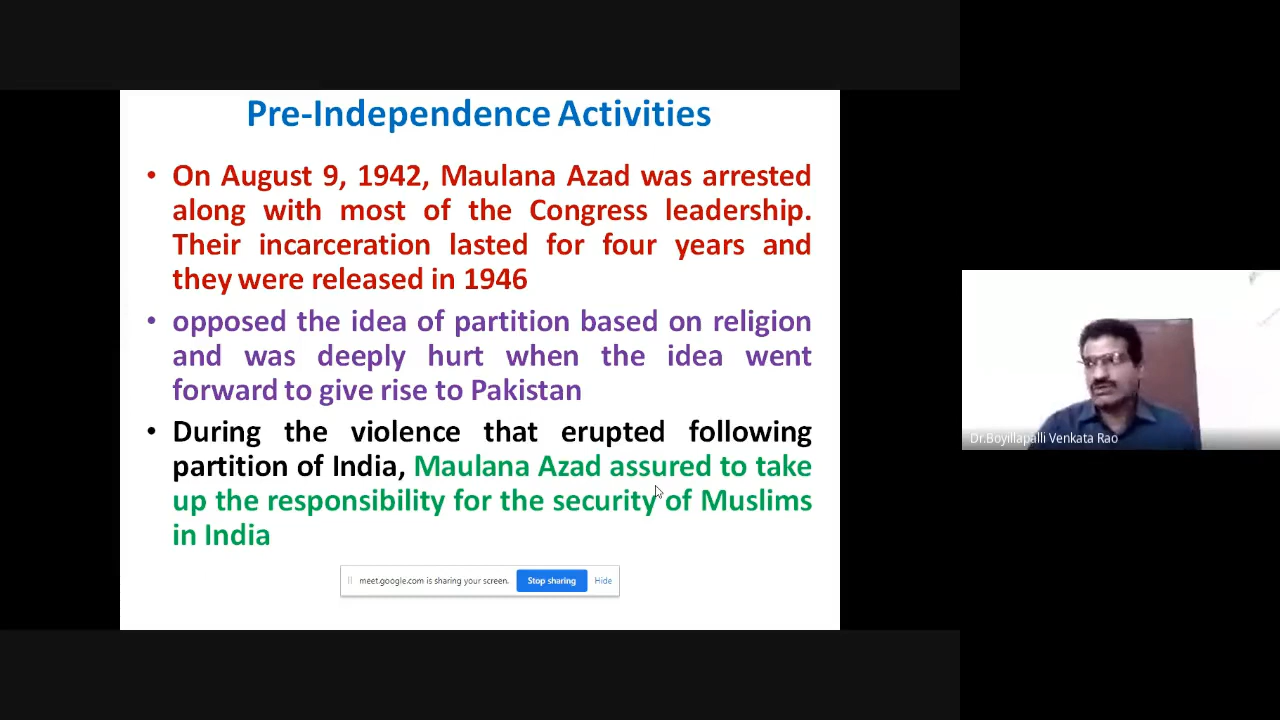 Pre-Independence Activities
• On August 9, 1942, Maulana Azad was arrested
along with most of the Congress leadership.
Their incarceration lasted for four years and
they were released in 1946
• opposed the idea of partition based on religion
and was deeply hurt when the idea went
forward to give rise to Pakistan
• During the violence that erupted following
partition of India, Maulana Azad assured to take
up the responsibility for the security of Muslims
in India
meet.google.com is sharing your screen. Stop sharing Hide
Dr.Boyillapalli Venkata Rao